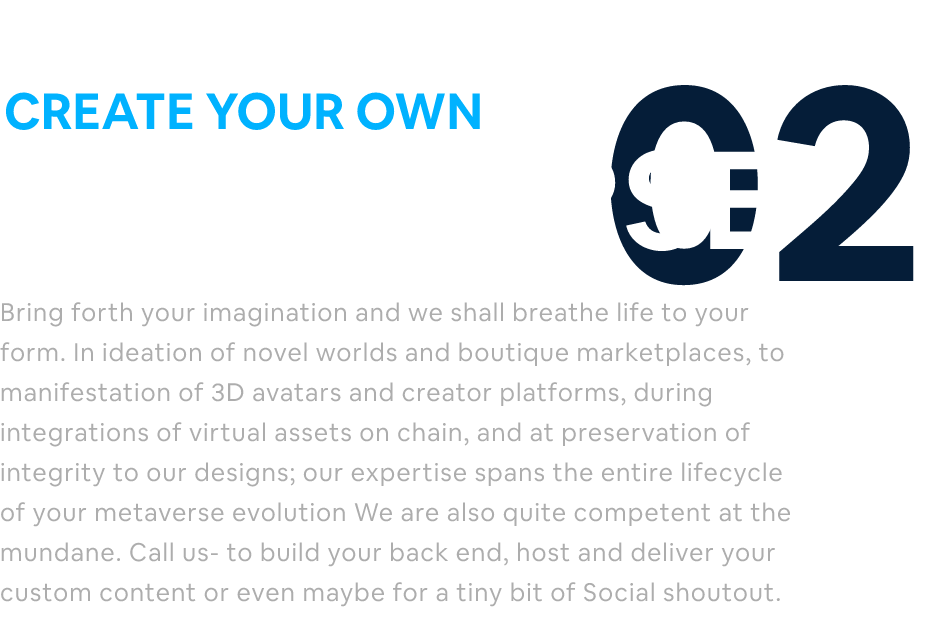 CREATE YOUR OWN
02
Bring forth your imagination and we shall breathe life to your
form. In ideation of novel worlds and boutique marketplaces, to
manifestation of 3D avatars and creator platforms, during
integrations of virtual assets on chain, and at preservation of
integrity to our designs; our expertise spans the entire lifecycle
of your metaverse evolution We are also quite competent at the
mundane. Call us- to build your back end, host and deliver your
custom content or even maybe for a tiny bit of Social shoutout.